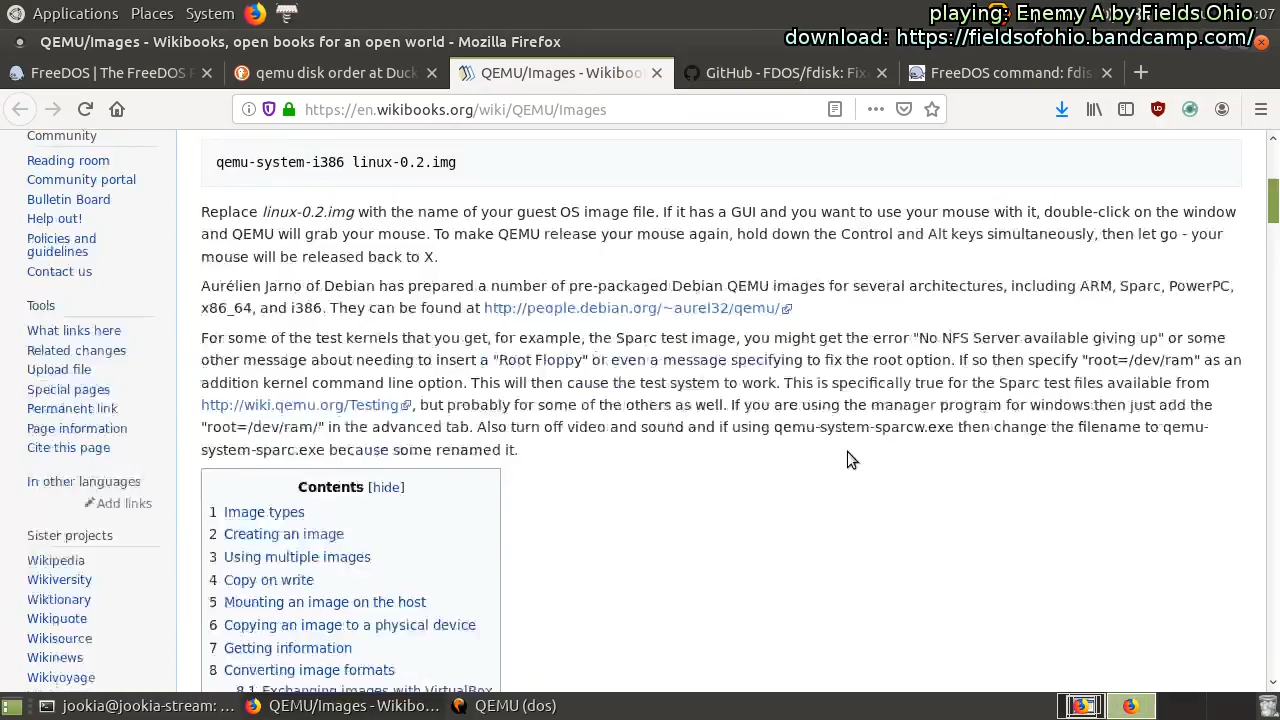 Applications Places System
:07
playing: Enemy A by Fields Ohio
download: https://fieldsofohio.bandcamp.com/
QEMU/Images - Wikibooks, open books for an open world - Mozilla Firefox
FreeDOS | The FreeDOS
qemu disk order at Duck
QEMU/Images - Wikiboo
GitHub - FDOS/fdisk: Fix
FreeDOS command: fdis
https://en.wikibooks.org/wiki/QEMU/Images
Community
Reading room
Community portal
Bulletin Board
Help out!
Policies and
guidelines
Contact us
Tools
What links here
Related changes
Upload file
Special pages
Permanent link
Page information
Cite this page
In other languages
Add links
Sister projects
Wikipedia
Wikiversity
Wiktionary
Wikiquote
Wikisource
Wikinews
Wikivoyage
qemu-system-i386 linux-0.2.img
Replace linux-0.2.img with the name of your guest OS image file. If it has a GUI and you want to use your mouse with it, double-click on the window
and QEMU will grab your mouse. To make QEMU release your mouse again, hold down the Control and Alt keys simultaneously, then let go - your
mouse will be released back to X.
Aurélien Jarno of Debian has prepared a number of pre-packaged Debian QEMU images for several architectures, including ARM, Sparc, PowerPC,
x86_64, and i386. They can be found at http://people.debian.org/~aurel32/qemu/
For some of the test kernels that you get, for example, the Sparc test image, you might get the error "No NFS Server available giving up" or some
other message about needing to insert a "Root Floppy" or even a message specifying to fix the root option. If so then specify "root=/dev/ram" as an
addition kernel command line option. This will then cause the test system to work. This is specifically true for the Sparc test files available from
http://wiki.qemu.org/Testing, but probably for some of the others as well. If you are using the manager program for windows then just add the
"root=/dev/ram/" in the advanced tab. Also turn off video and sound and if using qemu-system-sparcw.exe then change the filename to qemu-
system-sparc.exe because some renamed it.
Contents [hide]
1 Image types
2 Creating an image
3 Using multiple images
4 Copy on write
5 Mounting an image on the host
6 Copying an image to a physical device
7 Getting information
8 Converting image formats
8.1 Exchanging images with VirtualBox
jookia@jookia-stream: ...
QEMU/Images - Wikibo...
QEMU (dos)